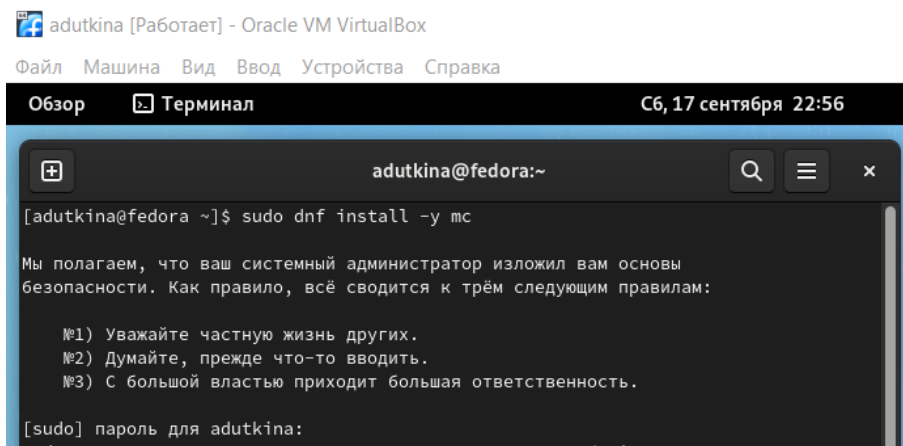 adutkina [Работает] - Oracle VM VirtualBox
Файл Машина Вид Ввод Устройства Справка
Обзор Терминал Сб, 17 сентября 22:56
adutkina@fedora:~
[adutkina@fedora ~]$ sudo dnf install -y mc
Мы полагаем, что ваш системный администратор изложил вам основы
безопасности. Как правило, всё сводится к трём следующим правилам:
№1) Уважайте частную жизнь других.
№2) Думайте, прежде что-то вводить.
№3) С большой властью приходит большая ответственность.
[sudo] пароль для adutkina: